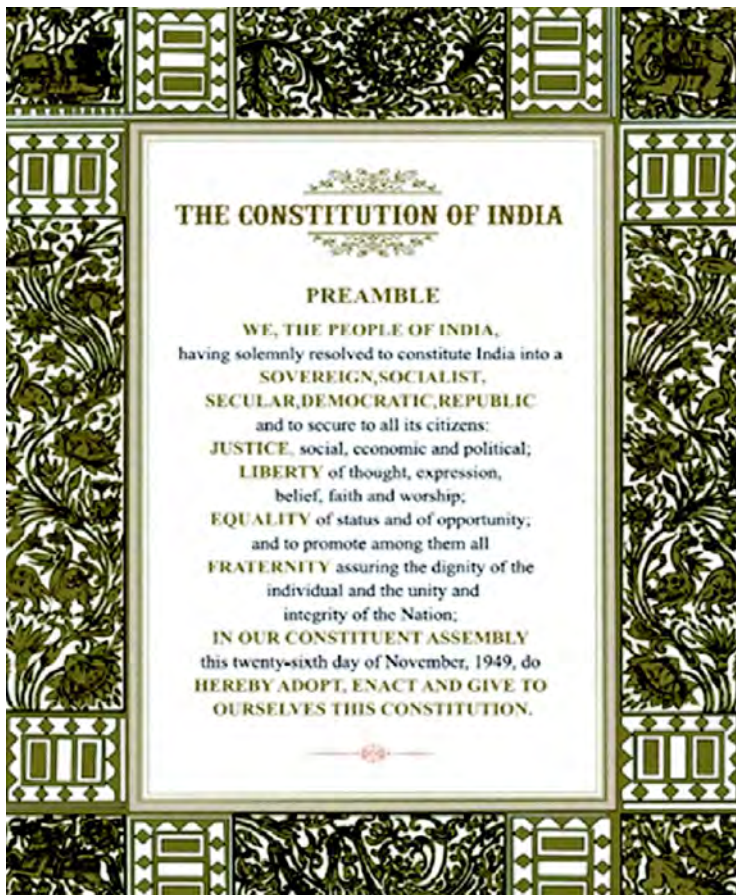 THE CONSTITUTION OF INDIA
PREAMBLE
WE, THE PEOPLE OF INDIA,
having solemnly resolved to constitute India into a
SOVEREIGN,SOCIALIST,
SECULAR,DEMOCRATIC,REPUBLIC
and to secure to all its citizens:
JUSTICE, social, economic and political;
LIBERTY of thought, expression,
belief, faith and worship;
EQUALITY of status and of opportunity;
and to promote among them all
FRATERNITY assuring the dignity of the
individual and the unity and
integrity of the Nation;
IN OUR CONSTITUENT ASSEMBLY
this twenty-sixth day of November, 1949, do
HEREBY ADOPT, ENACT AND GIVE TO
OURSELVES THIS CONSTITUTION.